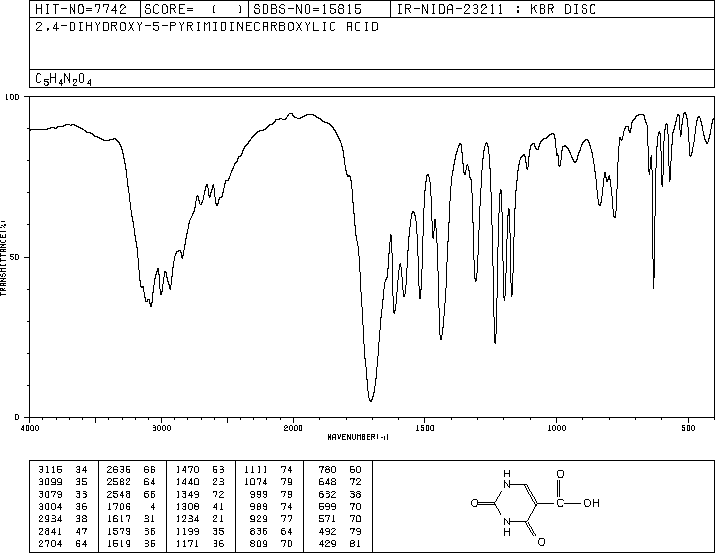 HIT-NO=7742 SCORE= ( ) SDBS-NO=15815 IR-NIDA-23211 : KBR DISC
2,4-DIHYDROXY-5-PYRIMIDINECARBOXYLIC ACID
C5H4N2O4
100
50
0
TRANSMITTANCE(%)
4000 3000 2000 1500 1000 500
WAVENUMBER(-1)
3115 34 2636 66 1470 53 1111 74 780 60
3099 35 2582 64 1440 23 1074 79 648 72
3079 33 2548 66 1349 72 999 79 632 38
3004 36 1706 4 1308 41 989 74 599 70
2934 38 1617 31 1234 21 929 77 571 70
2841 47 1579 36 1199 35 836 64 492 79
2704 64 1519 36 1171 36 809 70 429 81
H
N
O
O
OH
N
H
O